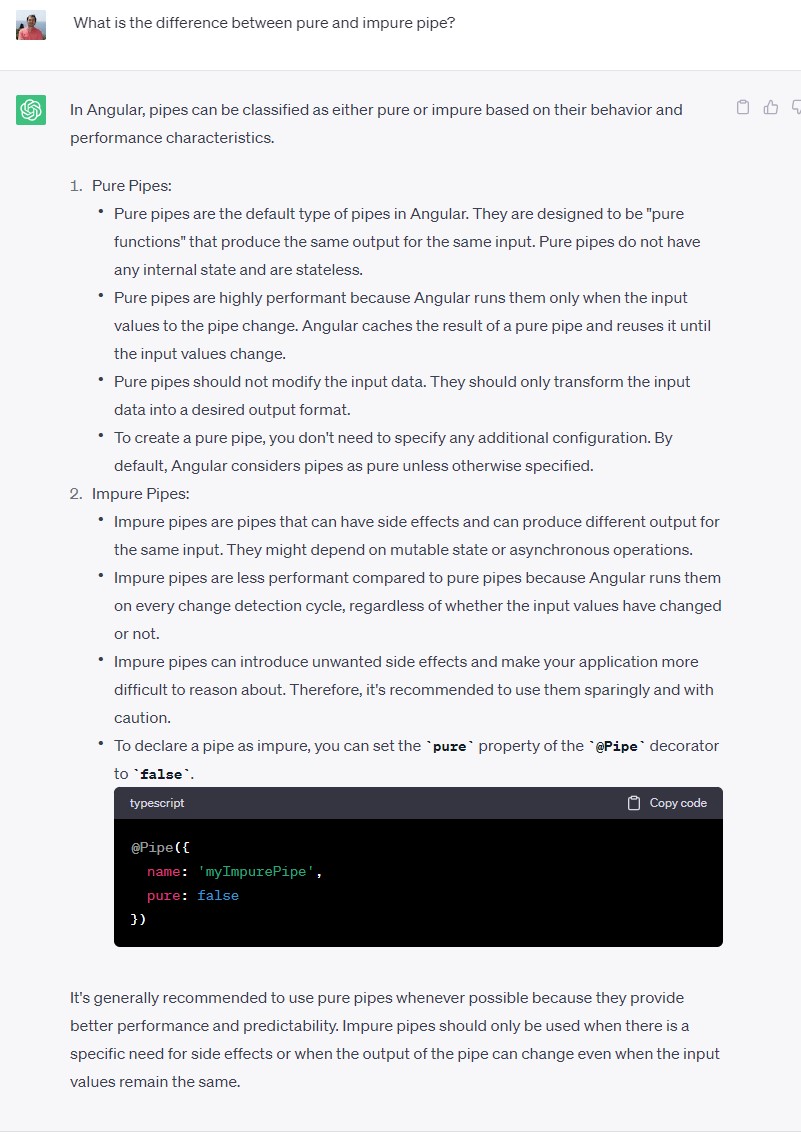 What is the difference between pure and impure pipe?
In Angular, pipes can be classified as either pure or impure based on their behavior and
performance characteristics.
1. Pure Pipes:
• Pure pipes are the default type of pipes in Angular. They are designed to be "pure
functions" that produce the same output for the same input. Pure pipes do not have
any internal state and are stateless.
• Pure pipes are highly performant because Angular runs them only when the input
values to the pipe change. Angular caches the result of a pure pipe and reuses it until
the input values change.
• Pure pipes should not modify the input data. They should only transform the input
data into a desired output format.
• To create a pure pipe, you don't need to specify any additional configuration. By
default, Angular considers pipes as pure unless otherwise specified.
2. Impure Pipes:
• Impure pipes are pipes that can have side effects and can produce different output for
the same input. They might depend on mutable state or asynchronous operations.
• Impure pipes are less performant compared to pure pipes because Angular runs them
on every change detection cycle, regardless of whether the input values have changed
or not.
• Impure pipes can introduce unwanted side effects and make your application more
difficult to reason about. Therefore, it's recommended to use them sparingly and with
caution.
• To declare a pipe as impure, you can set the `pure` property of the `@Pipe` decorator
to `false`.
typescript Copy code
@Pipe({
name: 'myImpurePipe',
pure: false
})
It's generally recommended to use pure pipes whenever possible because they provide
better performance and predictability. Impure pipes should only be used when there is a
specific need for side effects or when the output of the pipe can change even when the input
values remain the same.